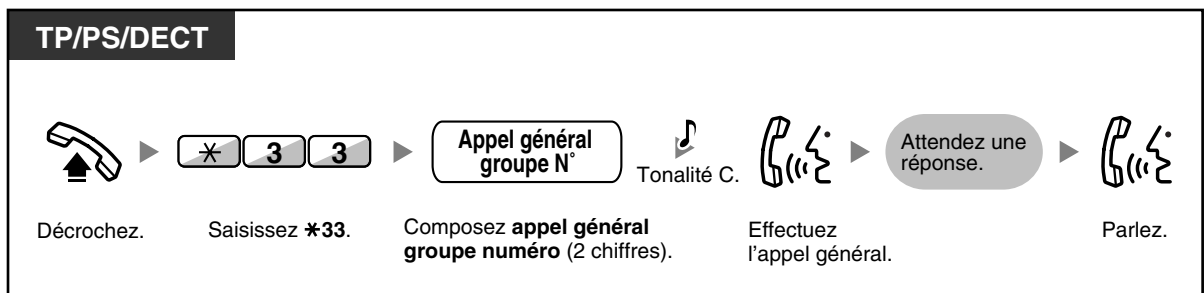 TP/PS/DECT
✳ 3 3
Appel général
groupe N°
Tonalité C.
Attendez une
réponse.
Décrochez.
Saisissez ✳33.
Composez appel général
groupe numéro (2 chiffres).
Effectuez
l'appel général.
Parlez.